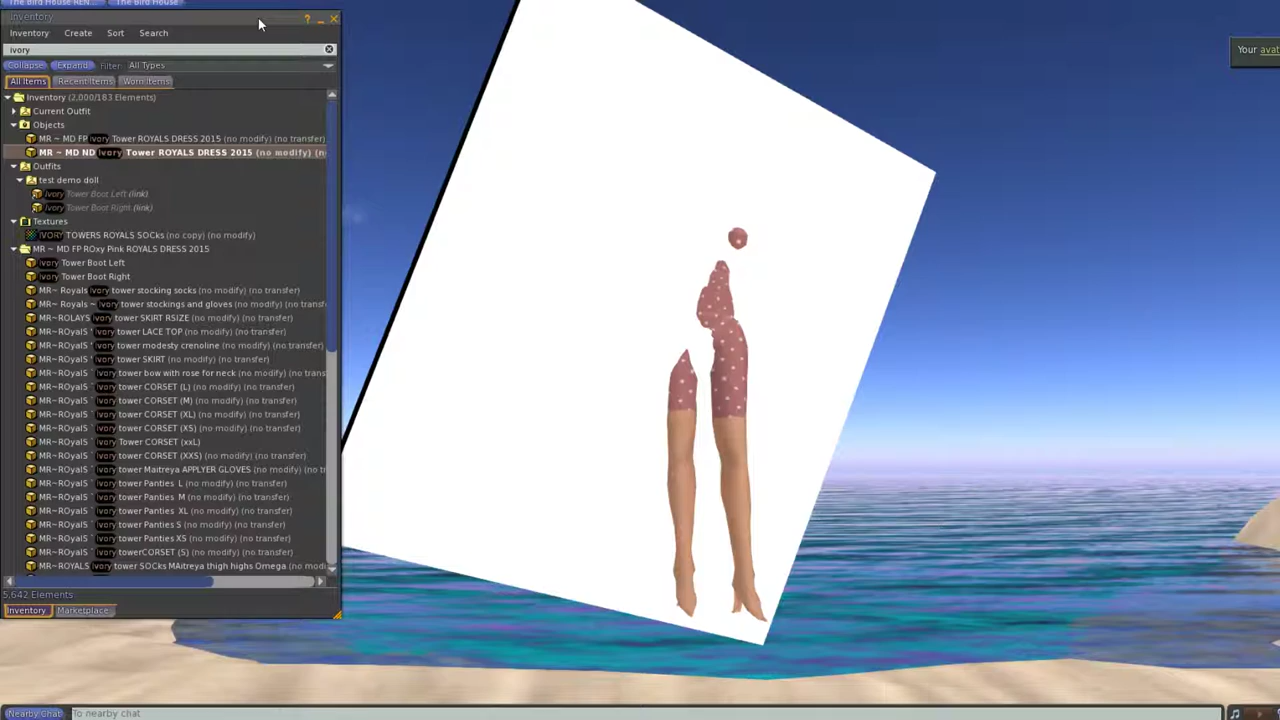 The Bird House REN... The Bird House
Inventory
? _ ×
Inventory Create Sort Search
ivory
Collapse Expand Filter: All Types
All Items Recent Items Worn Items
Inventory (2,000/183 Elements)
Current Outfit
Objects
MR ~ MD FP Ivory Tower ROYALS DRESS 2015 (no modify) (no transfer)
MR ~ MD ND Ivory Tower ROYALS DRESS 2015 (no modify) (n
Outfits
test demo doll
Ivory Tower Boot Left (link)
Ivory Tower Boot Right (link)
Textures
IVORY TOWERS ROYALS SOCks (no copy) (no modify)
MR ~ MD FP ROxy Pink ROYALS DRESS 2015
Ivory Tower Boot Left
Ivory Tower Boot Right
MR~ Royals Ivory tower stocking socks (no modify) (no transfer)
MR~ Royals ~ Ivory tower stockings and gloves (no modify) (no transfer)
MR~ROLAYS Ivory tower SKIRT RSIZE (no modify) (no transfer)
MR~ROyalS ' Ivory tower LACE TOP (no modify) (no transfer)
MR~ROyalS ' Ivory tower modesty crenoline (no modify) (no transfer)
MR~ROyalS ' Ivory tower SKIRT (no modify) (no transfer)
MR~ROyalS ` Ivory tower bow with rose for neck (no modify) (no transfer)
MR~ROyalS ` Ivory tower CORSET (L) (no modify) (no transfer)
MR~ROyalS ` Ivory tower CORSET (M) (no modify) (no transfer)
MR~ROyalS ` Ivory tower CORSET (XL) (no modify) (no transfer)
MR~ROyalS ` Ivory tower CORSET (XS) (no modify) (no transfer)
MR~ROyalS ` Ivory Tower CORSET (xxL)
MR~ROyalS ` Ivory tower CORSET (XXS) (no modify) (no transfer)
MR~ROyalS ` Ivory tower Maitreya APPLYER GLOVES (no modify) (no t
MR~ROyalS ` Ivory tower Panties L (no modify) (no transfer)
MR~ROyalS ` Ivory tower Panties M (no modify) (no transfer)
MR~ROyalS ` Ivory tower Panties XL (no modify) (no transfer)
MR~ROyalS ` Ivory tower Panties S (no modify) (no transfer)
MR~ROyalS ` Ivory tower Panties XS (no modify) (no transfer)
MR~ROyalS ` Ivory towerCORSET (S) (no modify) (no transfer)
MR~ROYALS Ivory tower SOCKs MAitreya thigh highs Omega (no modi
5,642 Elements
Inventory Marketplace
Your avat
Nearby Chat To nearby chat